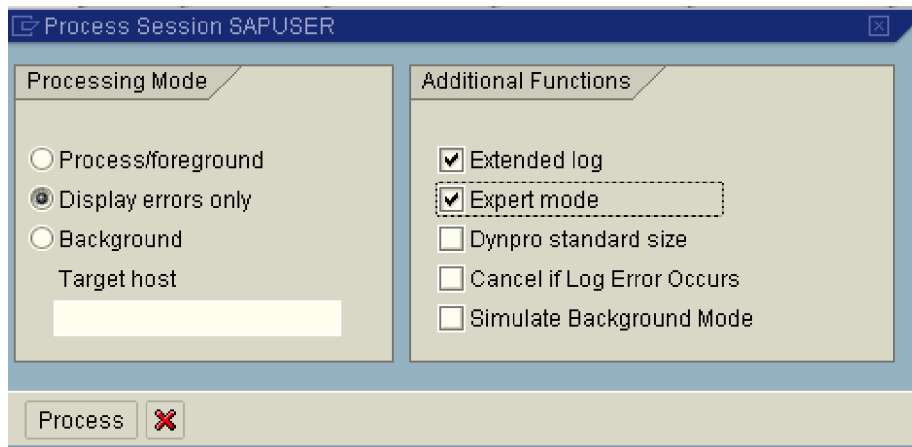 Process Session SAPUSER
Processing Mode
Process/foreground
Display errors only
Background
Target host
Additional Functions
Extended log
Expert mode
Dynpro standard size
Cancel if Log Error Occurs
Simulate Background Mode
Process